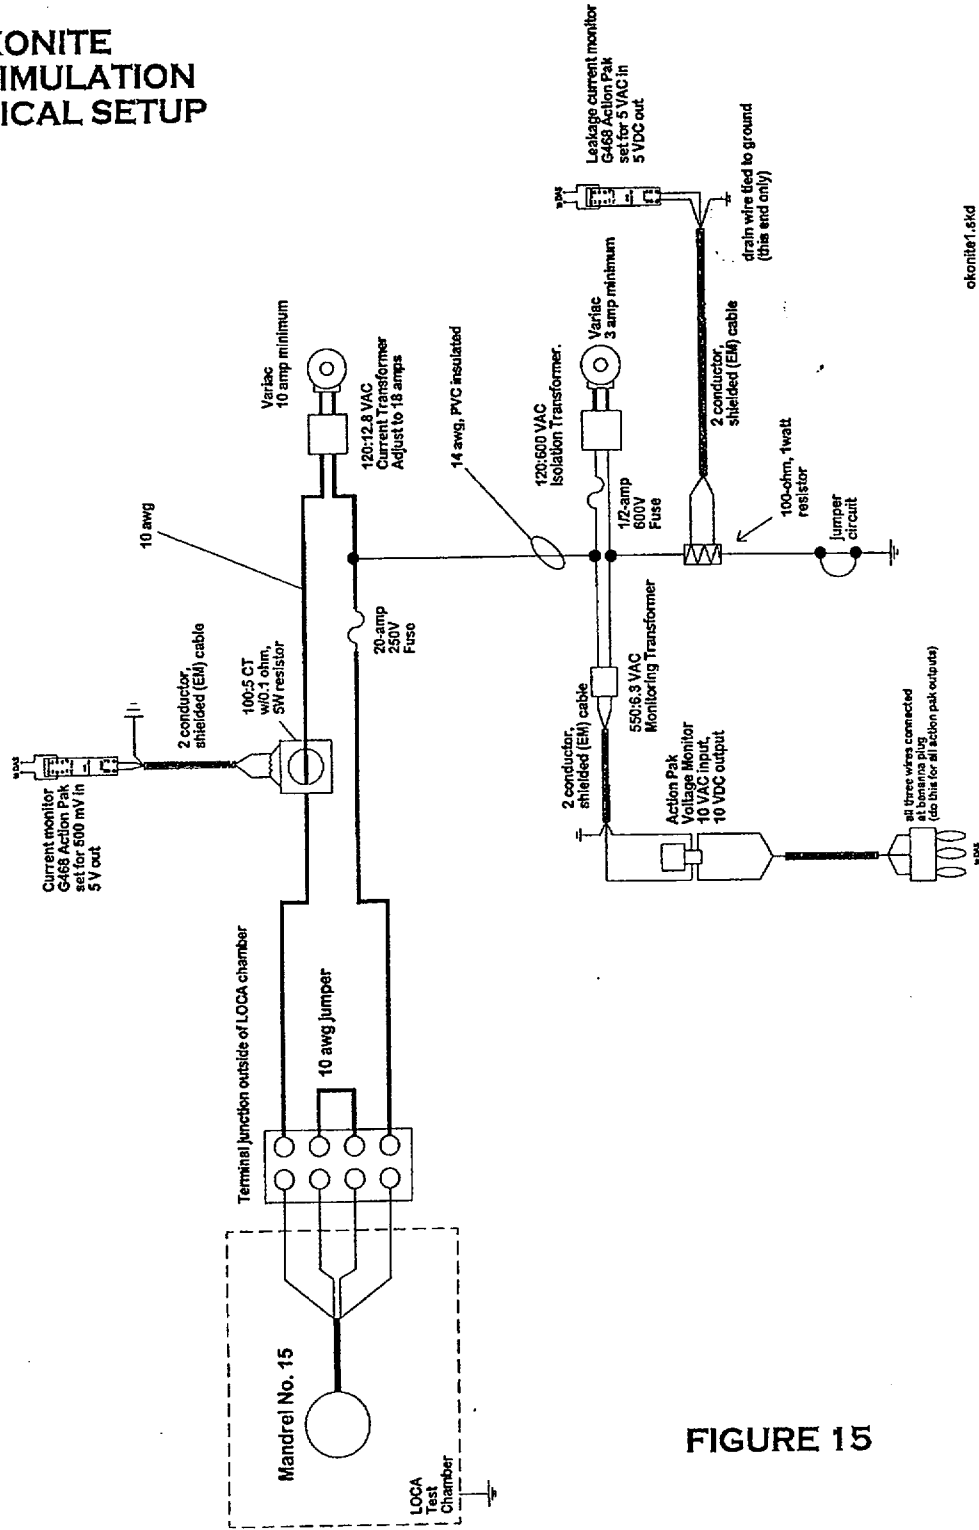 ONITE
IMULATION
ICAL SETUP
Leakage current monitor
G468 Action Pak
set for 5 VAC in
5 VDC out
to DAS
drain wire tied to ground
(this end only)
okonite1.skd
Variac
10 amp minimum
120:12.8 VAC
Current Transformer
Adjust to 18 amps
14 awg, PVC insulated
Variac
3 amp minimum
120:600 VAC
Isolation Transformer.
2 conductor,
shielded (EM) cable
1/2-amp
600V
Fuse
100-ohm, 1watt
resistor
jumper
circuit
10 awg
20-amp
250V
Fuse
2 conductor,
shielded (EM) cable
100:5 CT
w/0.1 ohm,
5W resistor
to DAS
Current monitor
G468 Action Pak
set for 500 mV in
5 V out
550:6.3 VAC
Monitoring Transformer
2 conductor,
shielded (EM) cable
Action Pak
Voltage Monitor
10 VAC input,
10 VDC output
all three wires connected
at bananna plug
(do this for all action pak outputs)
to DAS
Terminal junction outside of LOCA chamber
10 awg jumper
Mandrel No. 15
LOCA
Test
Chamber
FIGURE 15